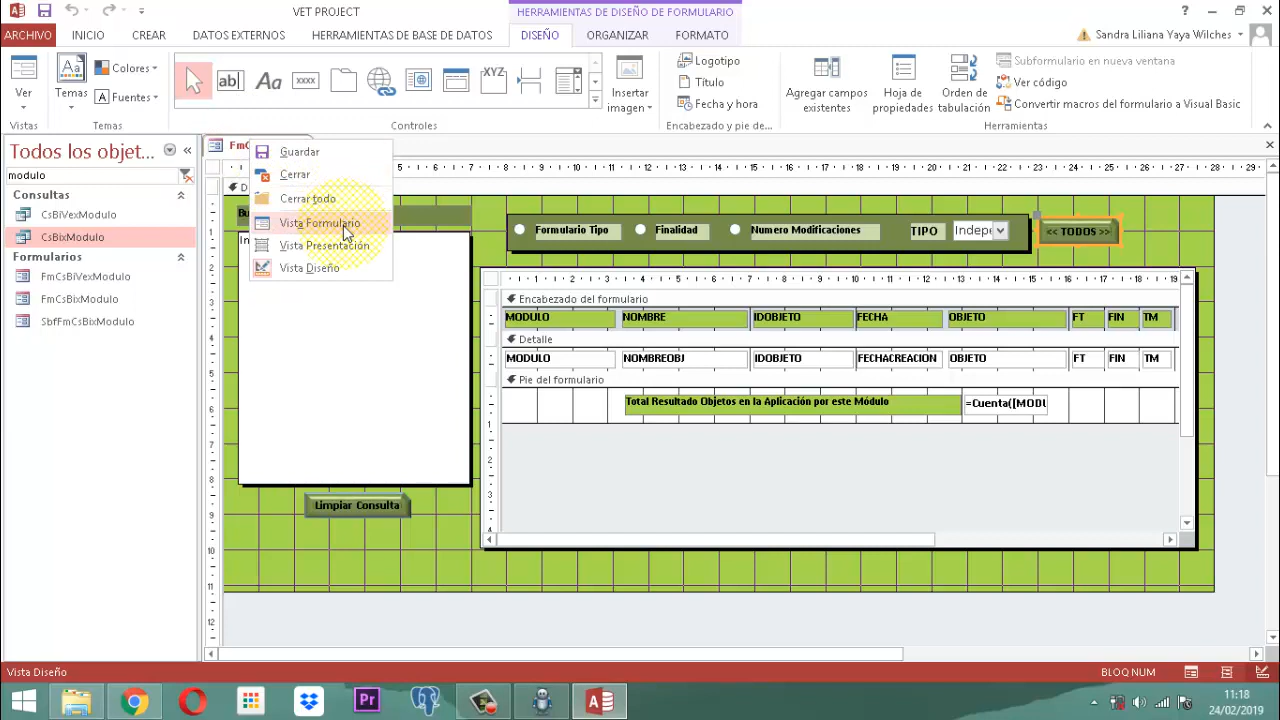 VET PROJECT
HERRAMIENTAS DE DISEÑO DE FORMULARIO
ARCHIVO
INICIO
CREAR
DATOS EXTERNOS
HERRAMIENTAS DE BASE DE DATOS
DISEÑO
ORGANIZAR
FORMATO
Sandra Liliana Yaya Wilches
Ver
Vistas
Temas
Colores
Fuentes
Temas
ab|
Aa
xxxx
XYZ
Controles
Insertar
imagen
Logotipo
Título
Fecha y hora
Encabezado y pie de...
Agregar campos
existentes
Hoja de
propiedades
Orden de
tabulación
Subformulario en nueva ventana
Ver código
Convertir macros del formulario a Visual Basic
Herramientas
Todos los objet...
modulo
Consultas
CsBiVexModulo
CsBixModulo
Formularios
FmCsBiVexModulo
FmCsBixModulo
SbfFmCsBixModulo
Guardar
Cerrar
Cerrar todo
Vista Formulario
Vista Presentación
Vista Diseño
Formulario Tipo
Finalidad
Numero Modificaciones
TIPO
Indepe
<< TODOS >>
Encabezado del formulario
MODULO NOMBRE IDOBJETO FECHA OBJETO FT FIN TM
Detalle
MODULO NOMBREOBJ IDOBJETO FECHACREACION OBJETO FT FIN TM
Pie del formulario
Total Resultado Objetos en la Aplicación por este Módulo
=Cuenta([MODU
Limpiar Consulta
Vista Diseño
BLOQ NUM
11:18
24/02/2019